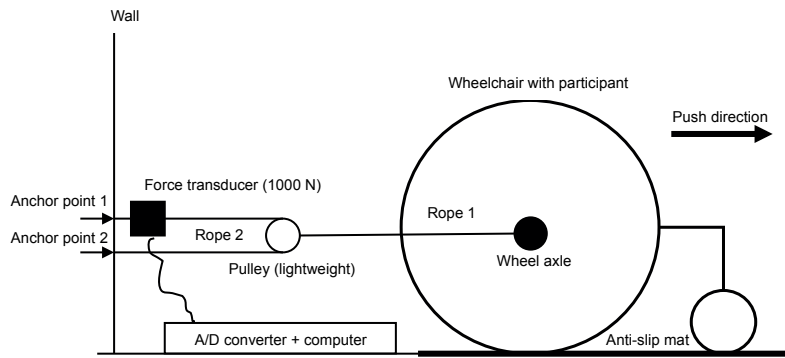 Wall
Wheelchair with participant
Push direction
Force transducer (1000 N)
Anchor point 1
Rope 1
Rope 2
Anchor point 2
Pulley (lightweight)
Wheel axle
A/D converter + computer
Anti-slip mat